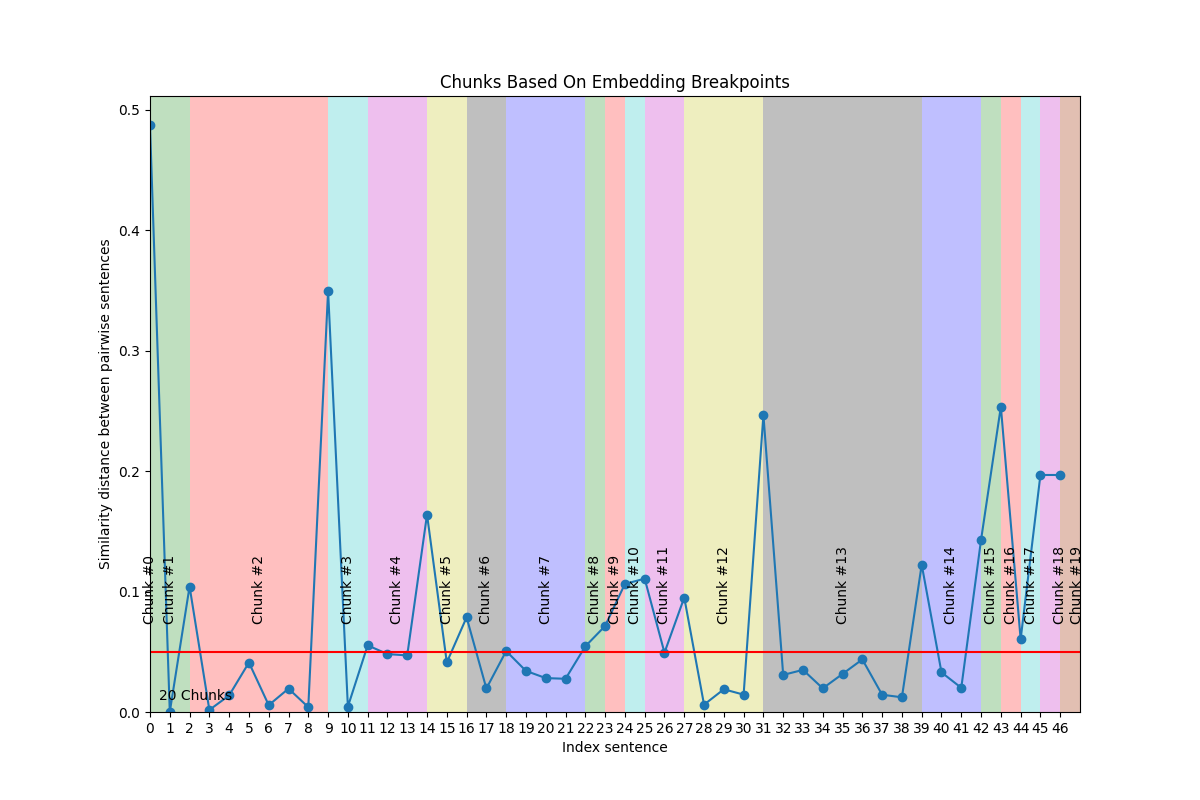 Chunks Based On Embedding Breakpoints
Similarity distance between pairwise sentences
0.5
0.4
0.3
0.2
0.1
0.0
Chunk #0
Chunk #1
Chunk #2
Chunk #3
Chunk #4
Chunk #5
Chunk #6
Chunk #7
Chunk #8
Chunk #9
Chunk #10
Chunk #11
Chunk #12
Chunk #13
Chunk #14
Chunk #15
Chunk #16
Chunk #17
Chunk #18
Chunk #19
20 Chunks
0 1 2 3 4 5 6 7 8 9 10 11 12 13 14 15 16 17 18 19 20 21 22 23 24 25 26 27 28 29 30 31 32 33 34 35 36 37 38 39 40 41 42 43 44 45 46
Index sentence